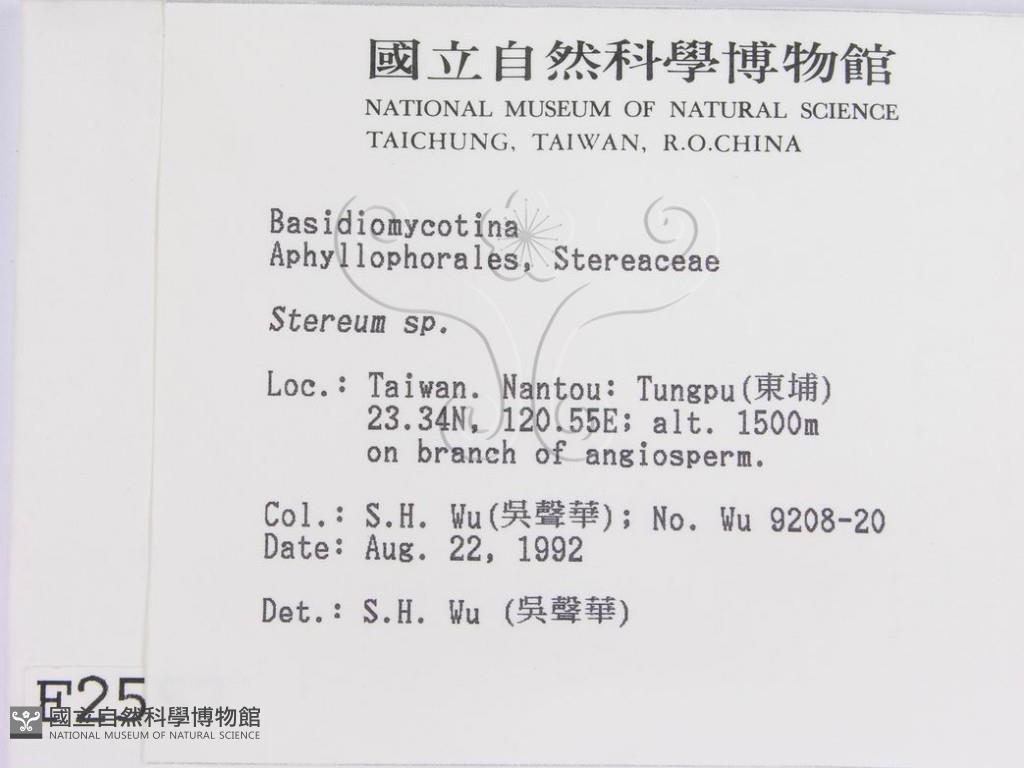 國立自然科學博物館
NATIONAL MUSEUM OF NATURAL SCIENCE
TAICHUNG, TAIWAN, R.O.CHINA
Basidiomycotina
Aphyllophorales, Stereaceae
Stereum sp.
Loc.: Taiwan. Nantou: Tungpu(東埔)
23.34N, 120.55E; alt. 1500m
on branch of angiosperm.
Col.: S.H. Wu(吳聲華); No. Wu 9208-20
Date: Aug. 22, 1992
Det.: S.H. Wu (吳聲華)
F25
國立自然科學博物館
NATIONAL MUSEUM OF NATURAL SCIENCE